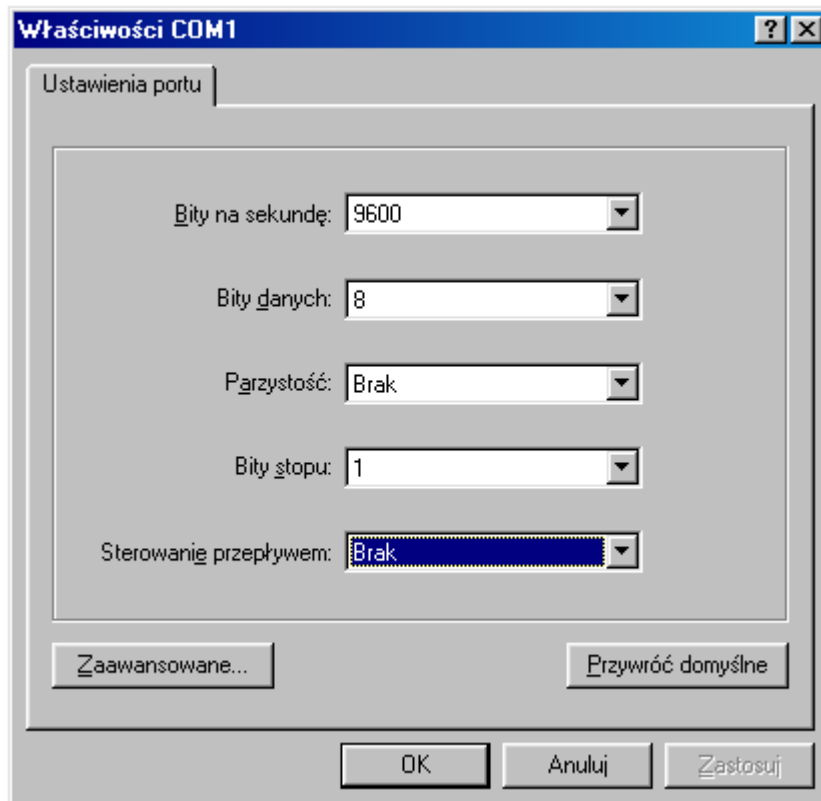 Właściwości COM1
Ustawienia portu
Bity na sekundę: 9600
Bity danych: 8
Parzystość: Brak
Bity stopu: 1
Sterowanie przepływem: Brak
Zaawansowane... Przywróć domyślne
OK Anuluj Zastosuj